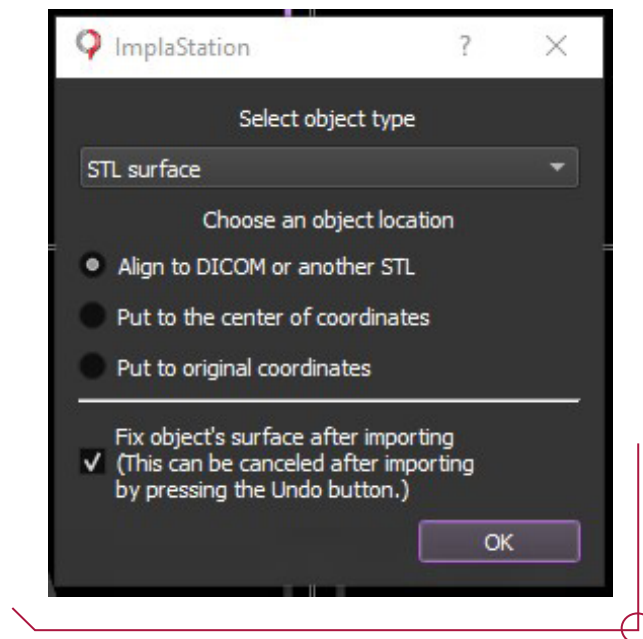 ImplaStation
Select object type
STL surface
Choose an object location
Align to DICOM or another STL
Put to the center of coordinates
Put to original coordinates
Fix object's surface after importing
(This can be canceled after importing
by pressing the Undo button.)
OK